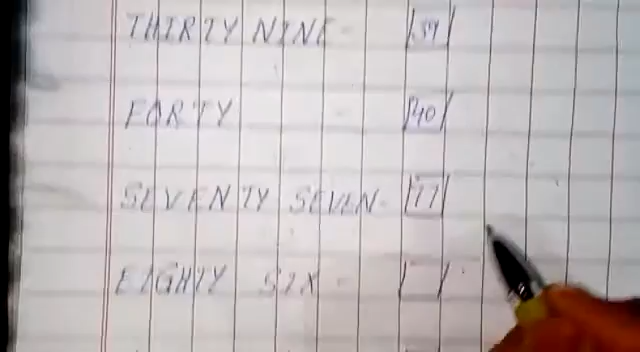 THIRTY NINE - 39
FORTY - 40
SEVENTY SEVEN - 77
EIGHTY SIX -